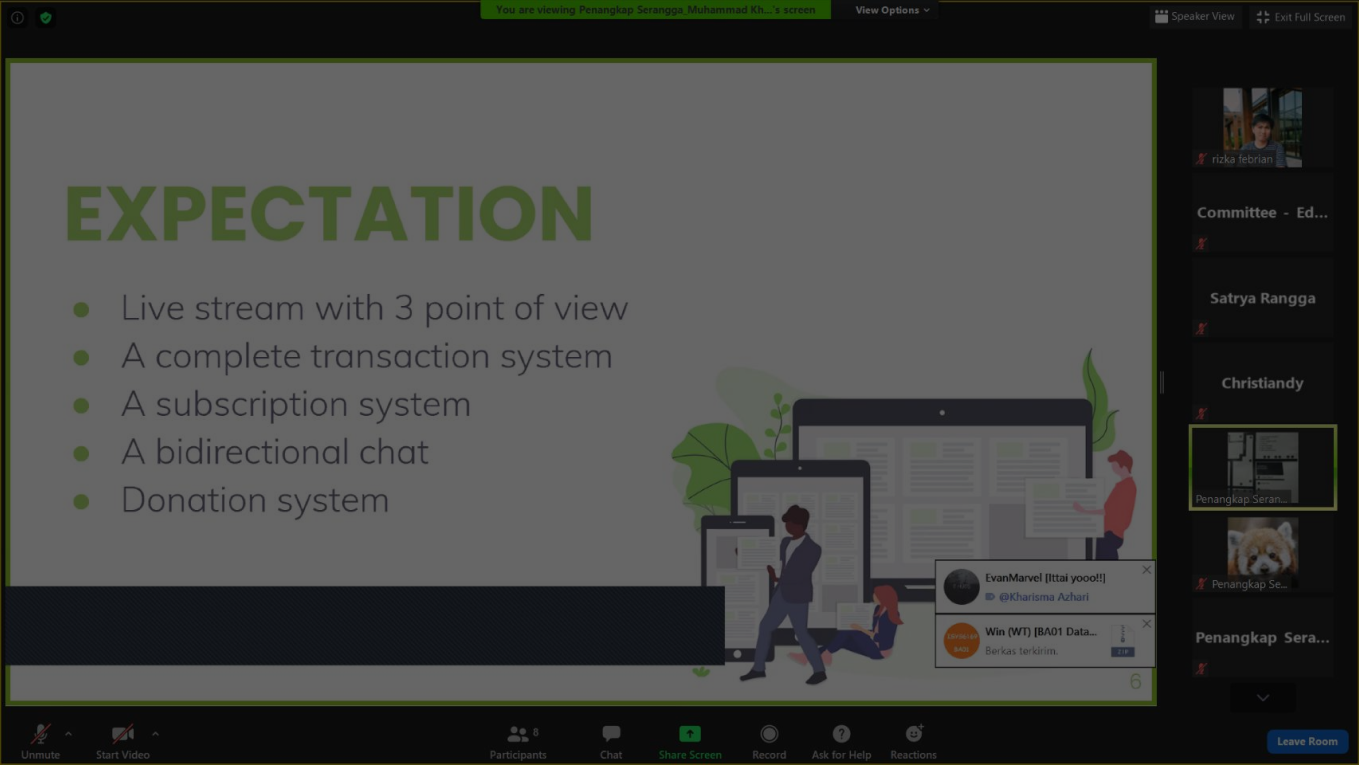 You are viewing Penangkap Serangga_Muhammad Kh...'s screen
View Options
Speaker View
Exit Full Screen
EXPECTATION
Live stream with 3 point of view
A complete transaction system
A subscription system
A bidirectional chat
Donation system
EvanMarvel [Ittai yooo!!]
@Kharisma Azhari
Win (WT) [BA01 Data...
Berkas terkirim.
ZIP
6
rizka febrian
Committee - Ed...
Satrya Rangga
Christiandy
Penangkap Seran...
Penangkap Se...
Penangkap Sera...
Unmute
Start Video
Participants
8
Chat
Share Screen
Record
Ask for Help
Reactions
Leave Room